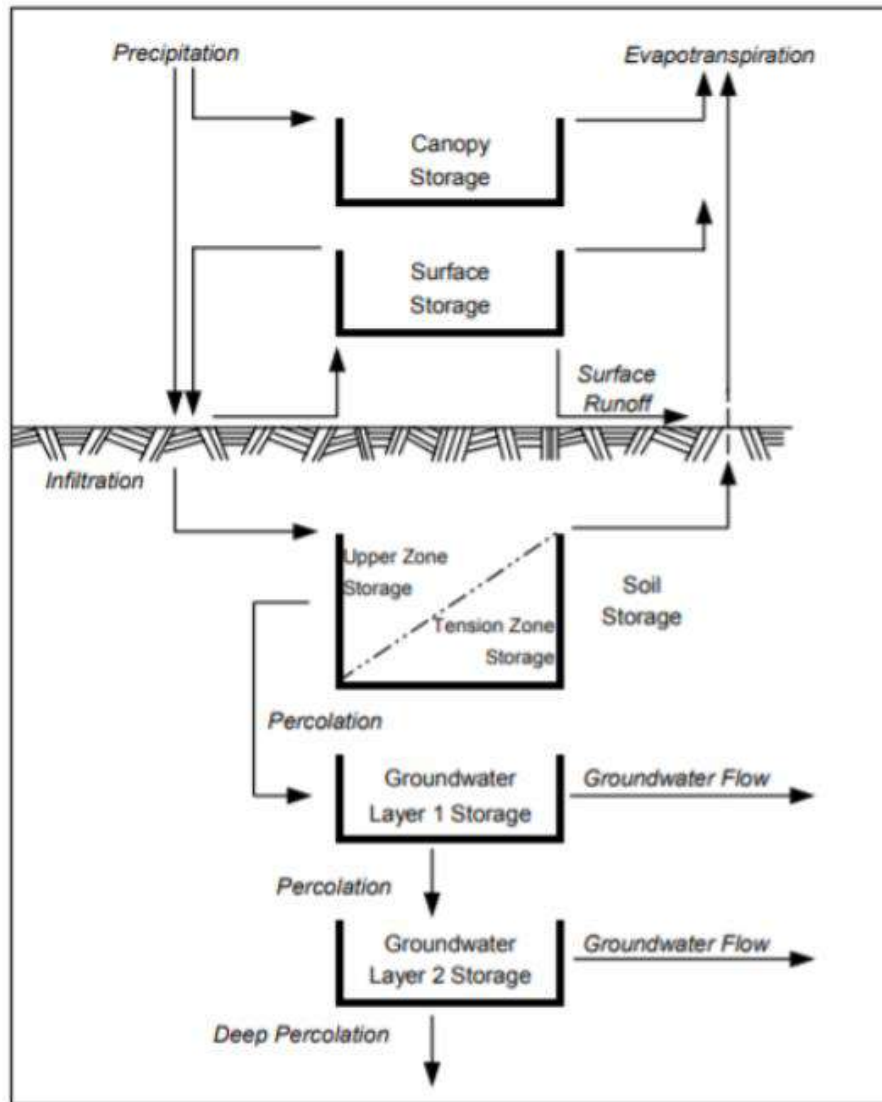 Precipitation
Evapotranspiration
Canopy
Storage
Surface
Storage
Surface
Runoff
Infiltration
Upper Zone
Storage
Tension Zone
Storage
Soil
Storage
Percolation
Groundwater
Layer 1 Storage
Groundwater Flow
Percolation
Groundwater
Layer 2 Storage
Groundwater Flow
Deep Percolation